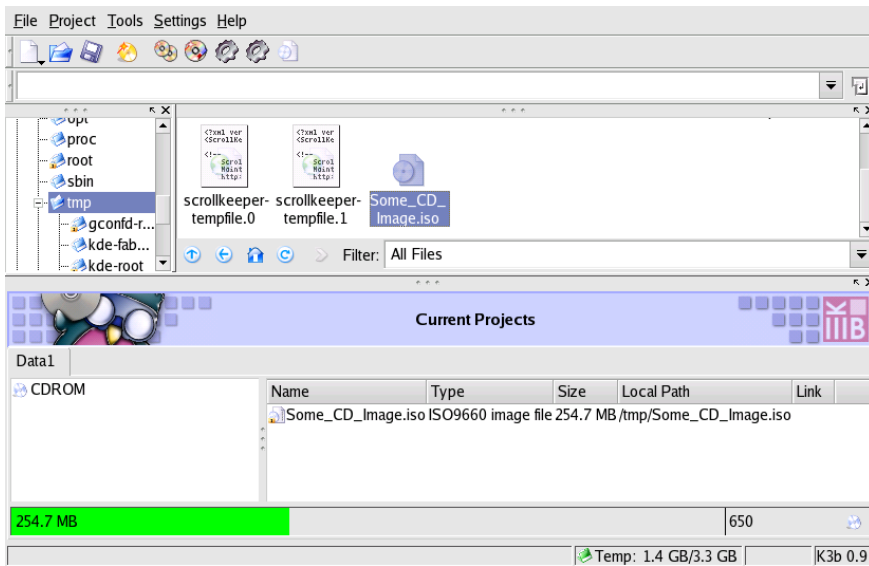 File Project Tools Settings Help
opt
proc
root
sbin
tmp
gconfd-r...
kde-fab...
kde-root
<?xml ver
<ScrollKe
<!--
Scrol
Maint
http:
scrollkeeper-
tempfile.0
<?xml ver
<ScrollKe
<!--
Scrol
Maint
http:
scrollkeeper-
tempfile.1
Some_CD_
Image.iso
Filter: All Files
Current Projects
K3B
Data1
CDROM
Name Type Size Local Path Link
Some_CD_Image.iso ISO9660 image file 254.7 MB /tmp/Some_CD_Image.iso
254.7 MB 650
Temp: 1.4 GB/3.3 GB K3b 0.9